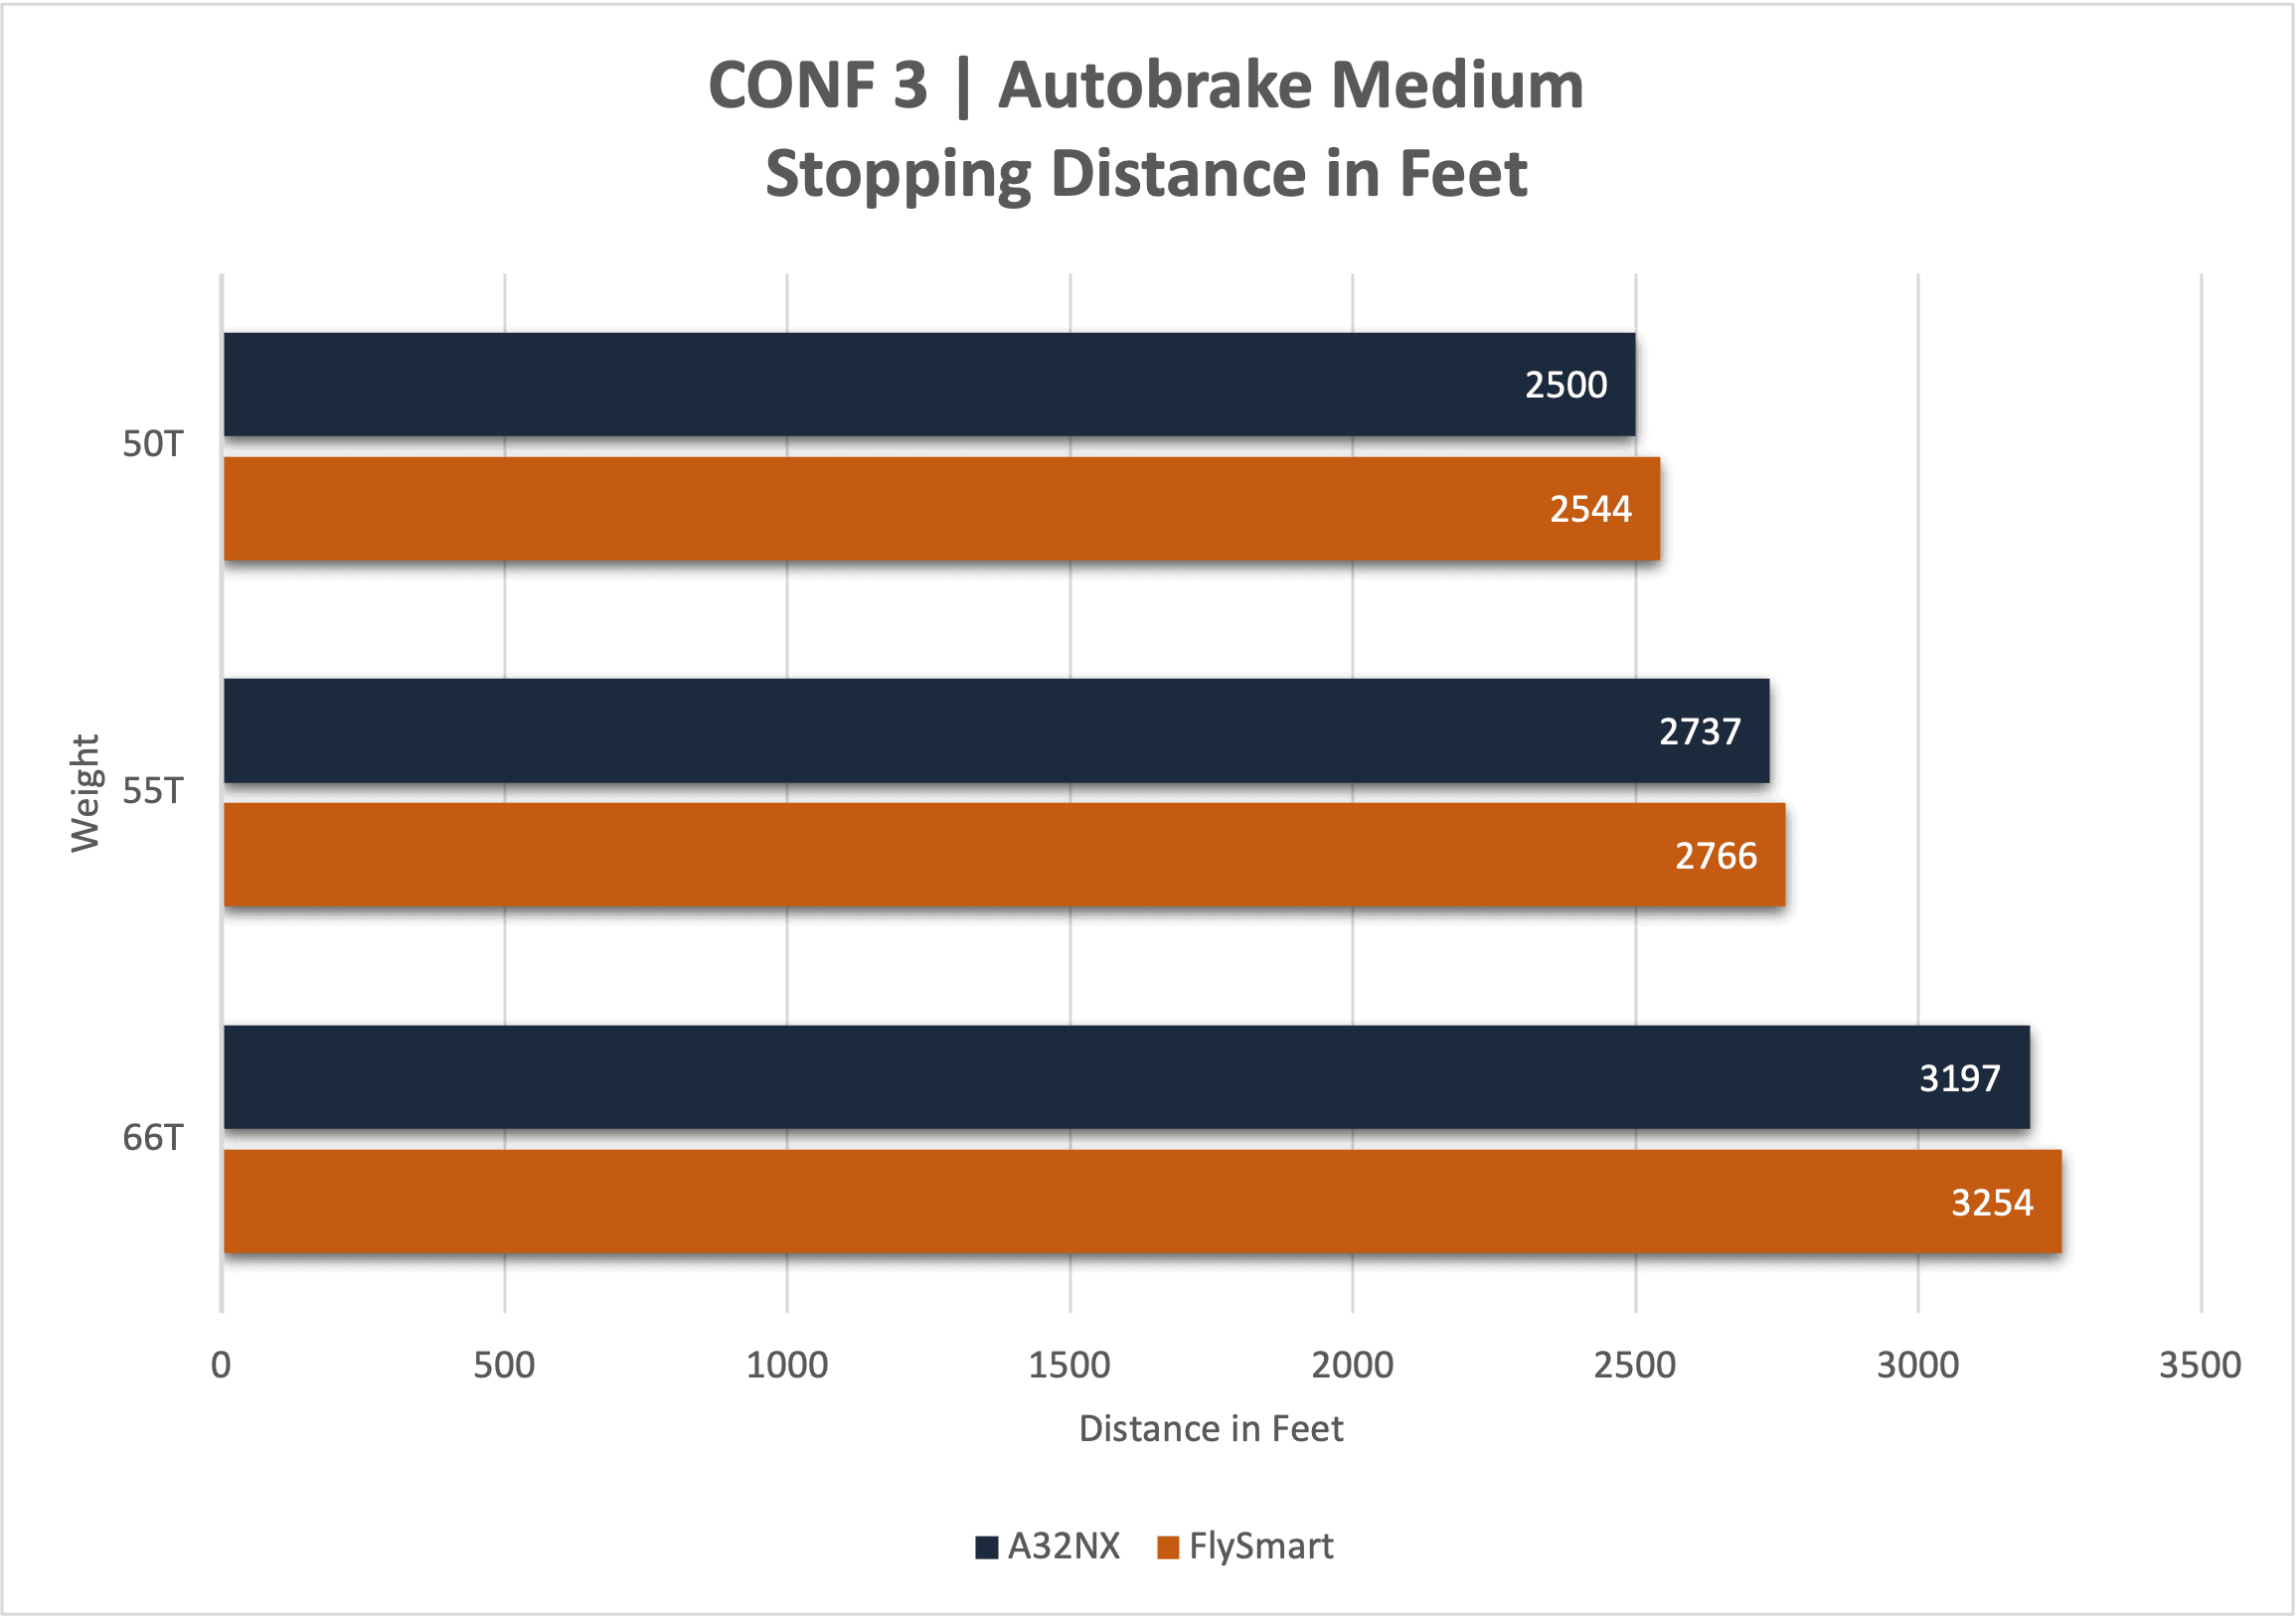 CONF 3 | Autobrake Medium
Stopping Distance in Feet
2500
50T
2544
2737
Weight
55T
2766
3197
66T
3254
0 500 1000 1500 2000 2500 3000 3500
Distance in Feet
A32NX FlySmart